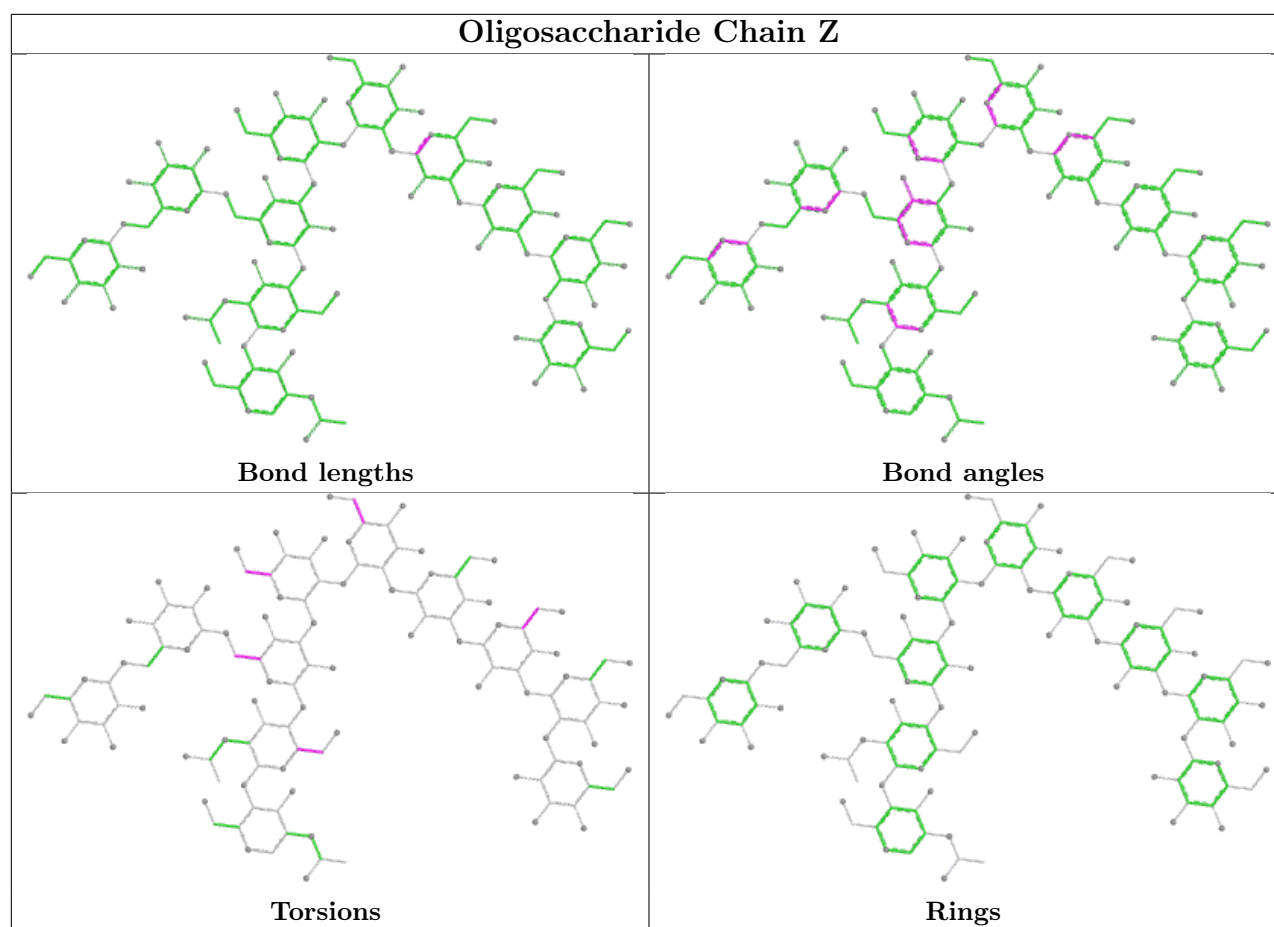 Oligosaccharide Chain Z
Bond lengths
Bond angles
Torsions
Rings